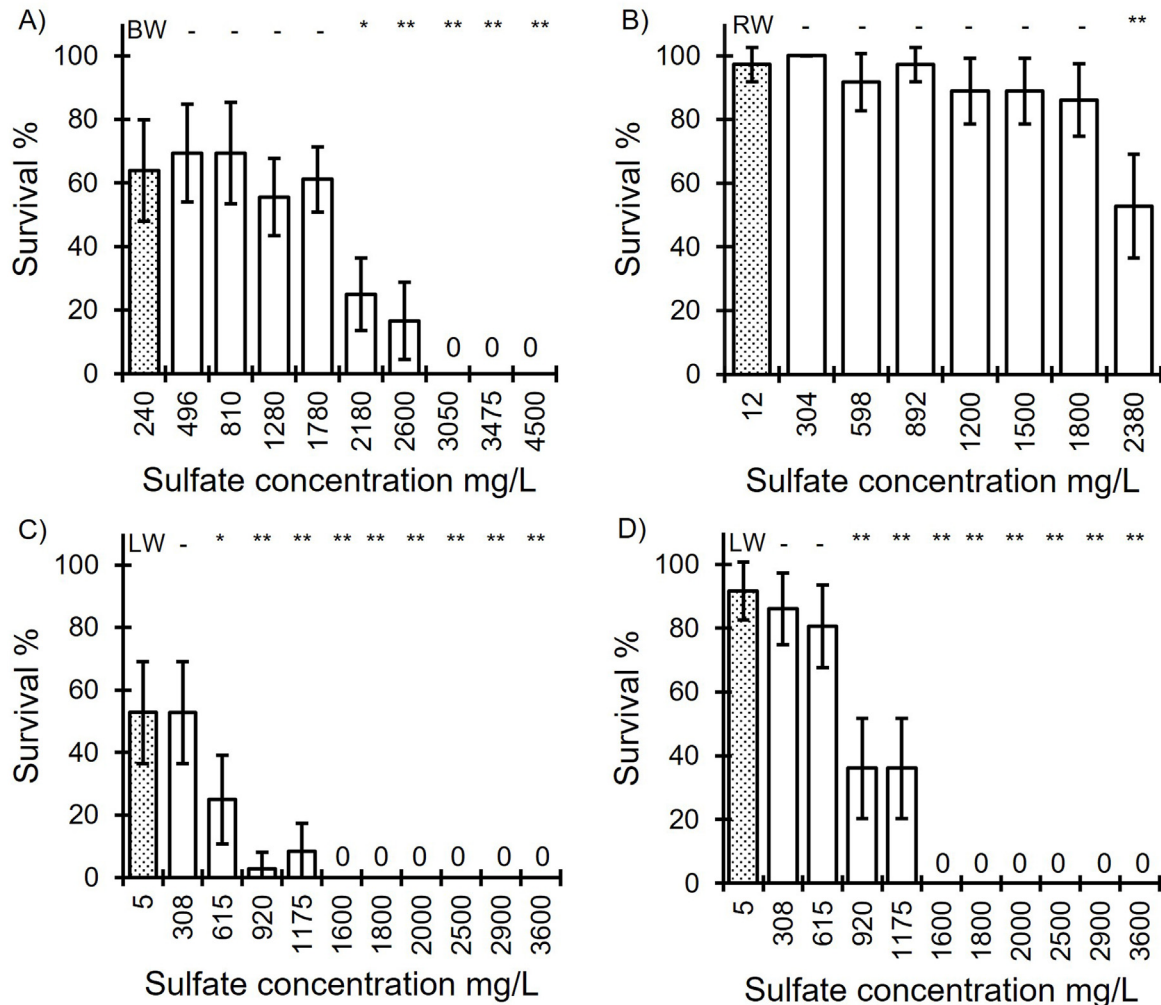 A)
BW - - - - * ** ** ** **
Survival %
100
80
60
40
20
0
0 0 0
240 496 810 1280 1780 2180 2600 3050 3475 4500
Sulfate concentration mg/L
B)
RW - - - - - - **
Survival %
100
80
60
40
20
0
12 304 598 892 1200 1500 1800 2380
Sulfate concentration mg/L
C)
LW - * ** ** ** ** ** ** ** **
Survival %
100
80
60
40
20
0
0 0 0 0 0 0
5 308 615 920 1175 1600 1800 2000 2500 2900 3600
Sulfate concentration mg/L
D)
LW - - ** ** ** ** ** ** ** **
Survival %
100
80
60
40
20
0
0 0 0 0 0 0
5 308 615 920 1175 1600 1800 2000 2500 2900 3600
Sulfate concentration mg/L